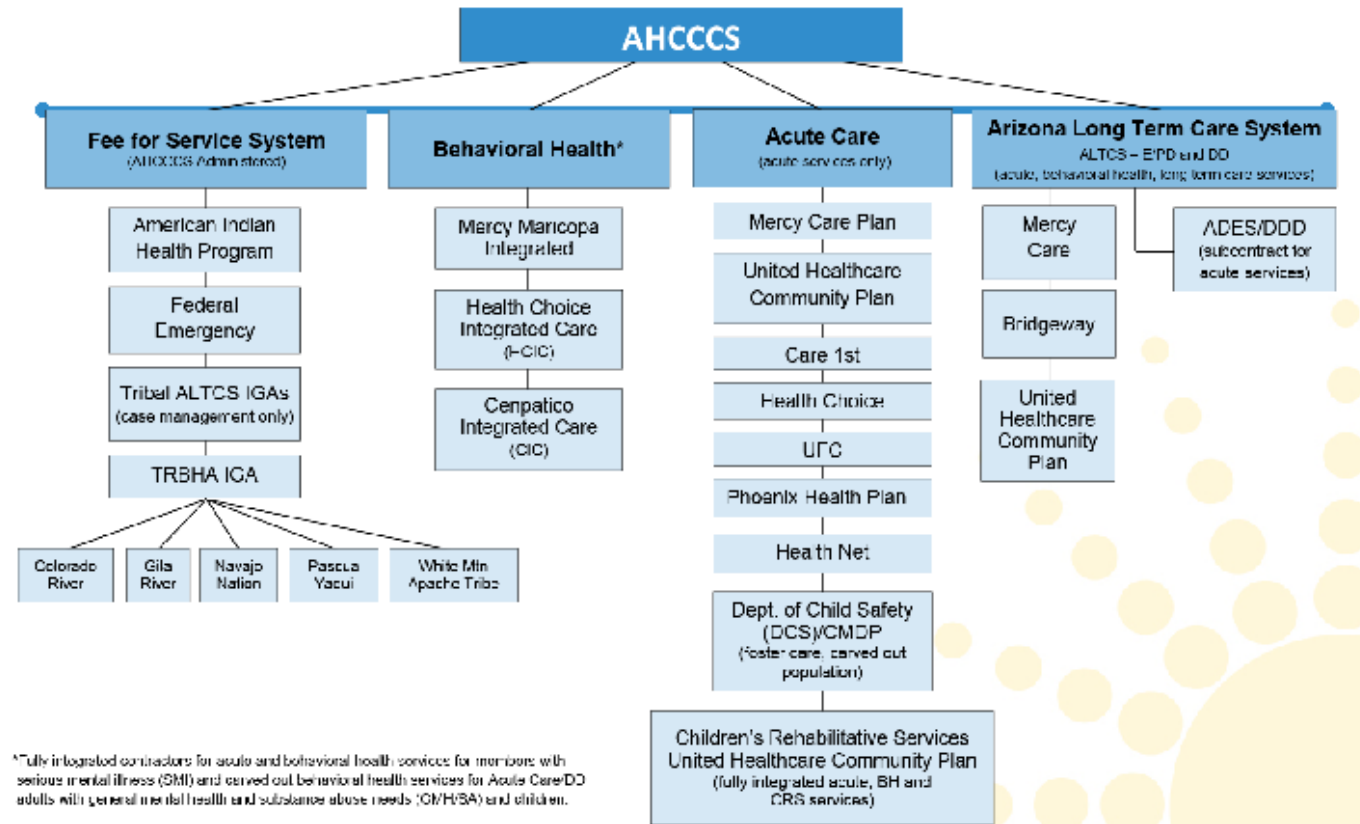 AHCCCS
Fee for Service System
(AHCCCS Administered)
American Indian
Health Program
Federal
Emergency
Tribal ALTCS IGAs
(case management only)
TRBHA IGA
Colorado
River
Gila
River
Navajo
Nation
Pascua
Yaqui
White Mtn
Apache Tribe
Behavioral Health*
Mercy Maricopa
Integrated
Health Choice
Integrated Care
(HCIC)
Cenpatico
Integrated Care
(CIC)
Acute Care
(acute services only)
Mercy Care Plan
United Healthcare
Community Plan
Care 1st
Health Choice
UFC
Phoenix Health Plan
Health Net
Dept. of Child Safety
(DCS)/CMDP
(foster care, carved out
population)
Children's Rehabilitative Services
United Healthcare Community Plan
(fully integrated acute, BH and
CRS services)
Arizona Long Term Care System
ALTCS – E/PD and DD
(acute, behavioral health, long term care services)
Mercy
Care
Bridgeway
United
Healthcare
Community
Plan
ADES/DDD
(subcontract for
acute services)
*Fully integrated contractors for acute and behavioral health services for members with
serious mental illness (SMI) and carved out behavioral health services for Acute Care/DD
adults with general mental health and substance abuse needs (GMH/SA) and children.